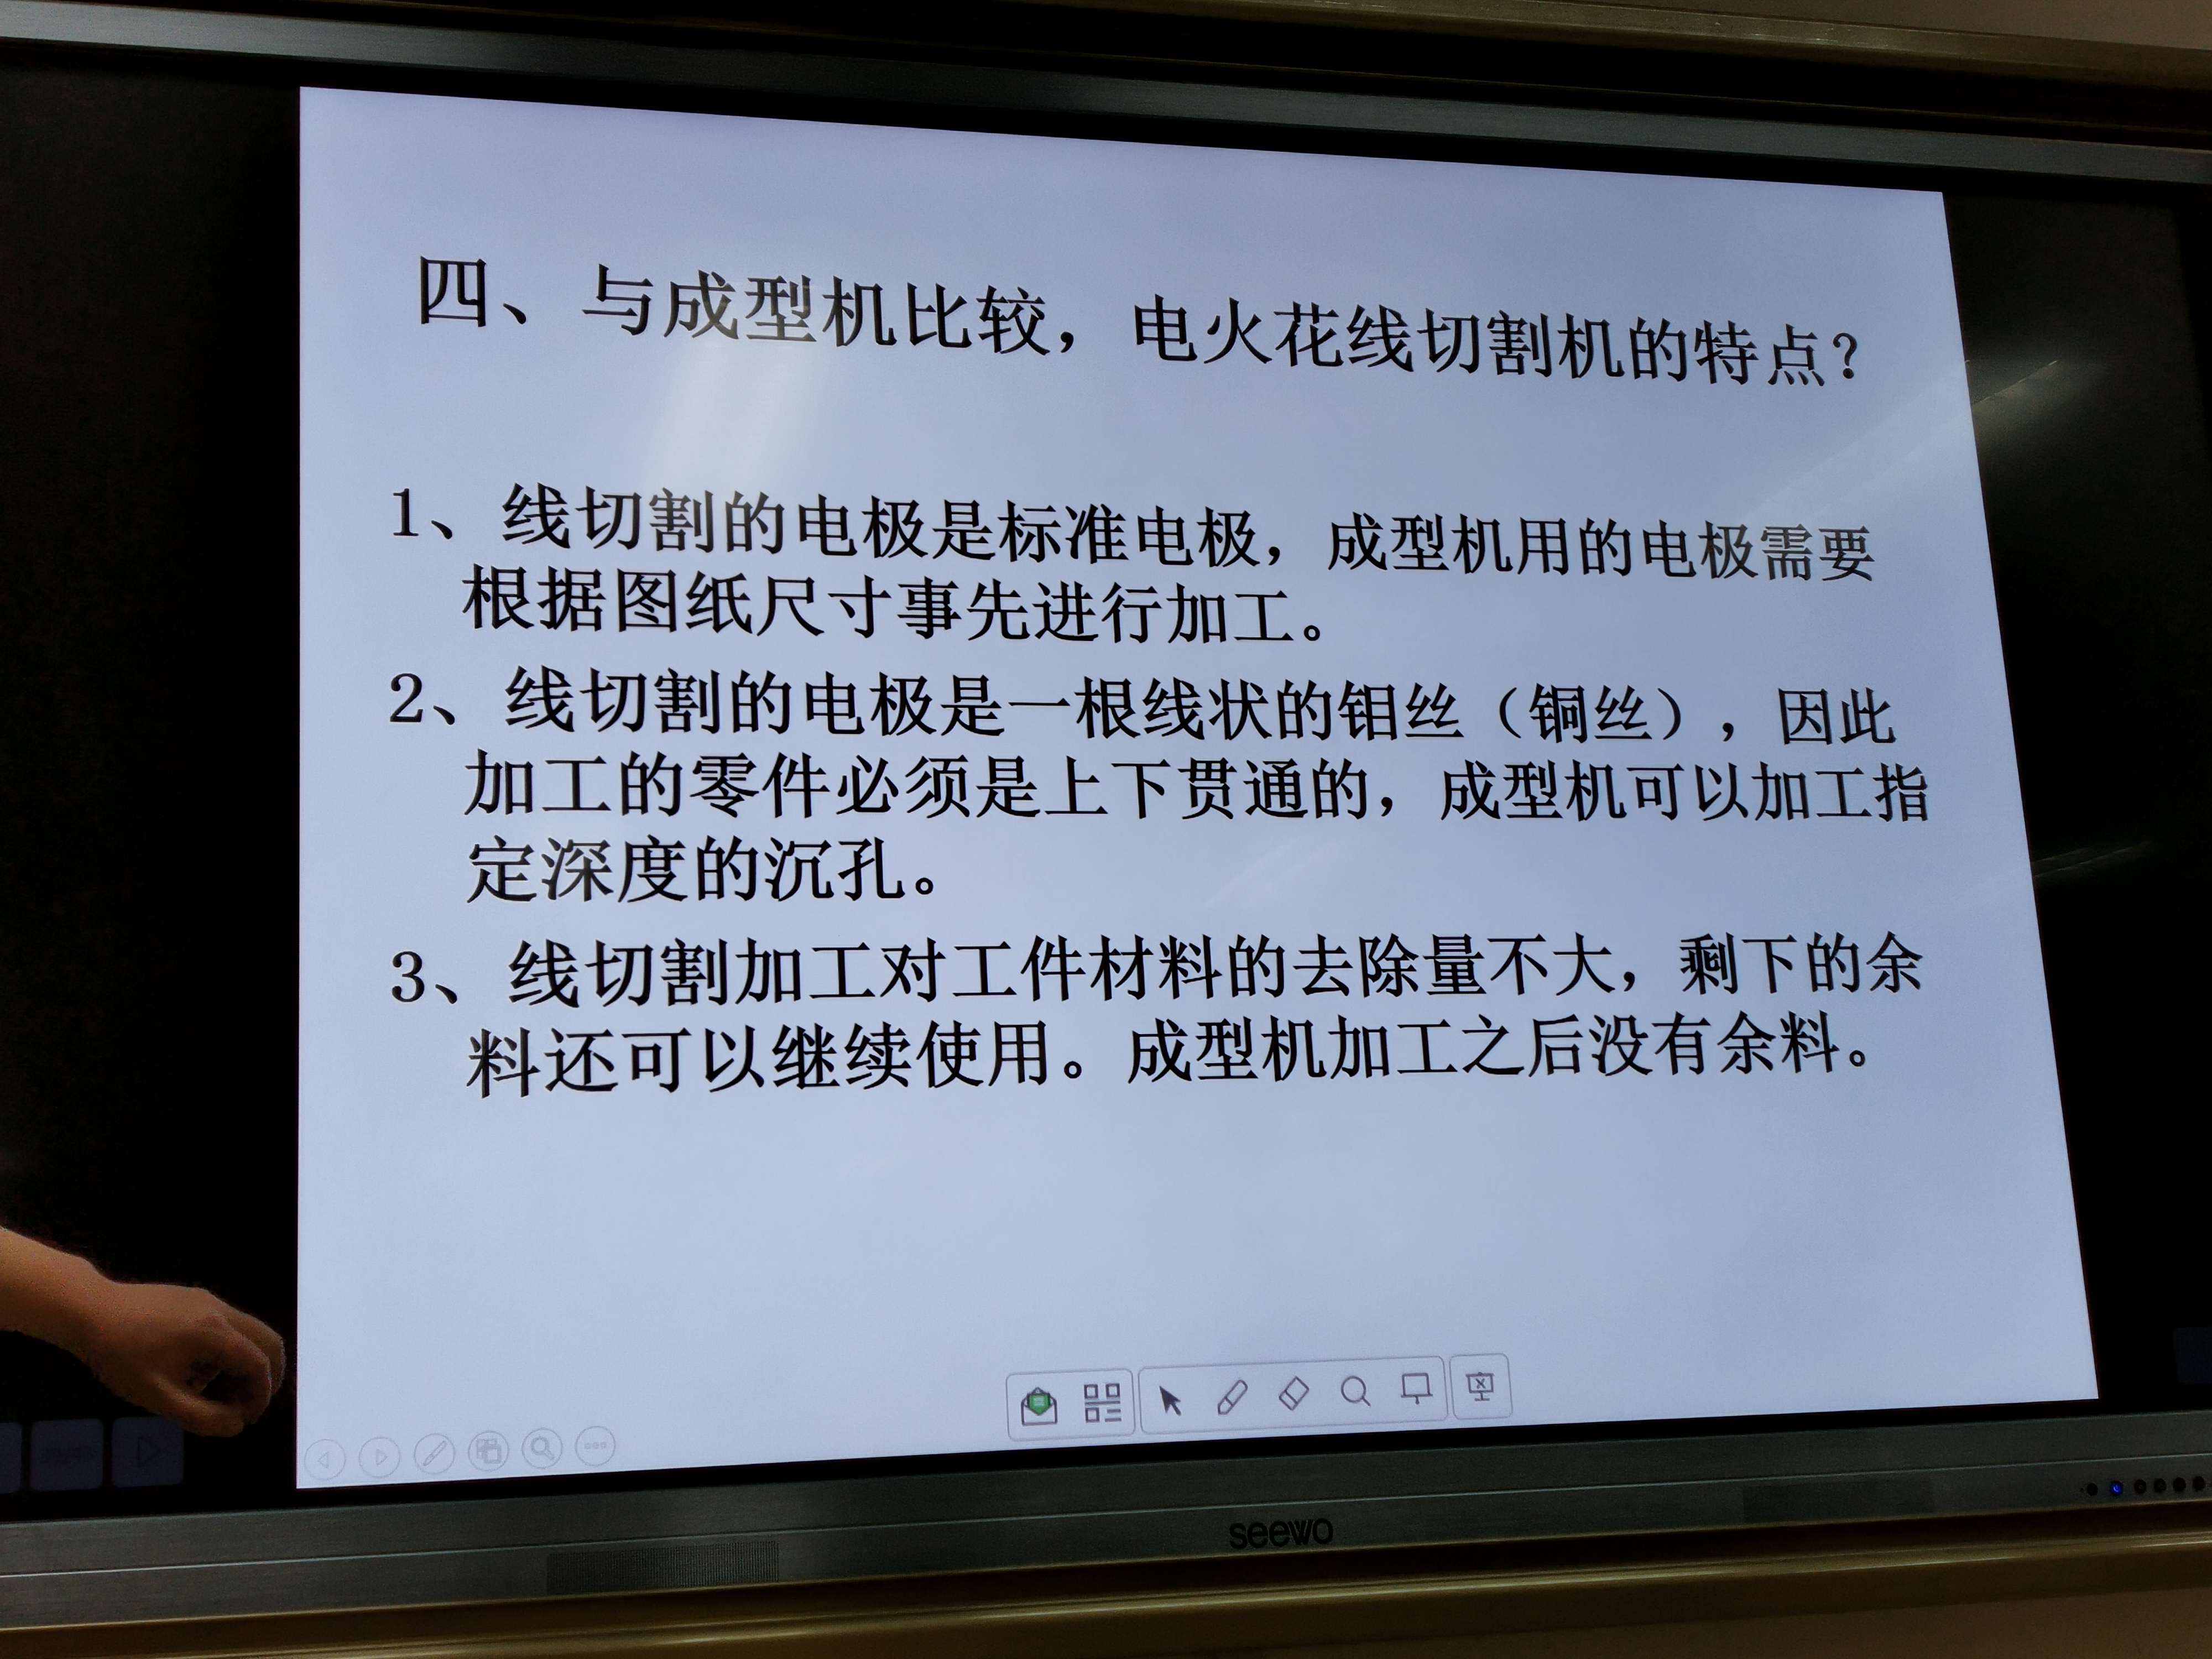 四、与成型机比较，电火花线切割机的特点？
1、线切割的电极是标准电极，成型机用的电极需要
根据图纸尺寸事先进行加工。
2、线切割的电极是一根线状的钼丝（铜丝），因此
加工的零件必须是上下贯通的，成型机可以加工指
定深度的沉孔。
3、线切割加工对工件材料的去除量不大，剩下的余
料还可以继续使用。成型机加工之后没有余料。
seewo